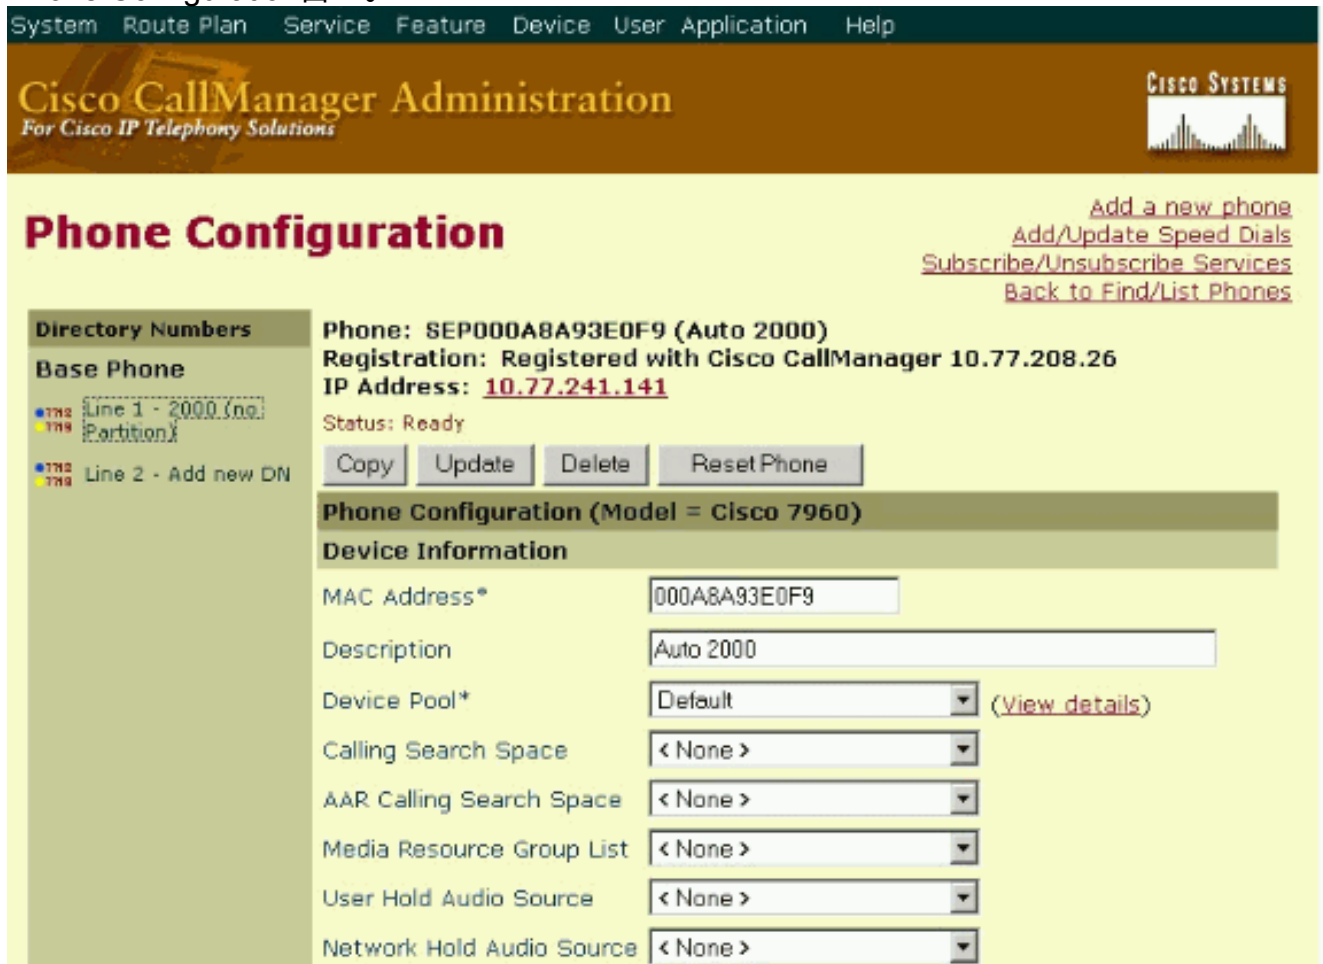 System Route Plan Service Feature Device User Application Help
Cisco CallManager Administration
For Cisco IP Telephony Solutions
CISCO SYSTEMS
Phone Configuration
Add a new phone
Add/Update Speed Dials
Subscribe/Unsubscribe Services
Back to Find/List Phones
Directory Numbers
Base Phone
Line 1 - 2000 (no
Partition)
Line 2 - Add new DN
Phone: SEP000A8A93E0F9 (Auto 2000)
Registration: Registered with Cisco CallManager 10.77.208.26
IP Address: 10.77.241.141
Status: Ready
Copy Update Delete Reset Phone
Phone Configuration (Model = Cisco 7960)
Device Information
MAC Address* 000A8A93E0F9
Description Auto 2000
Device Pool* Default (View details)
Calling Search Space < None >
AAR Calling Search Space < None >
Media Resource Group List < None >
User Hold Audio Source < None >
Network Hold Audio Source < None >